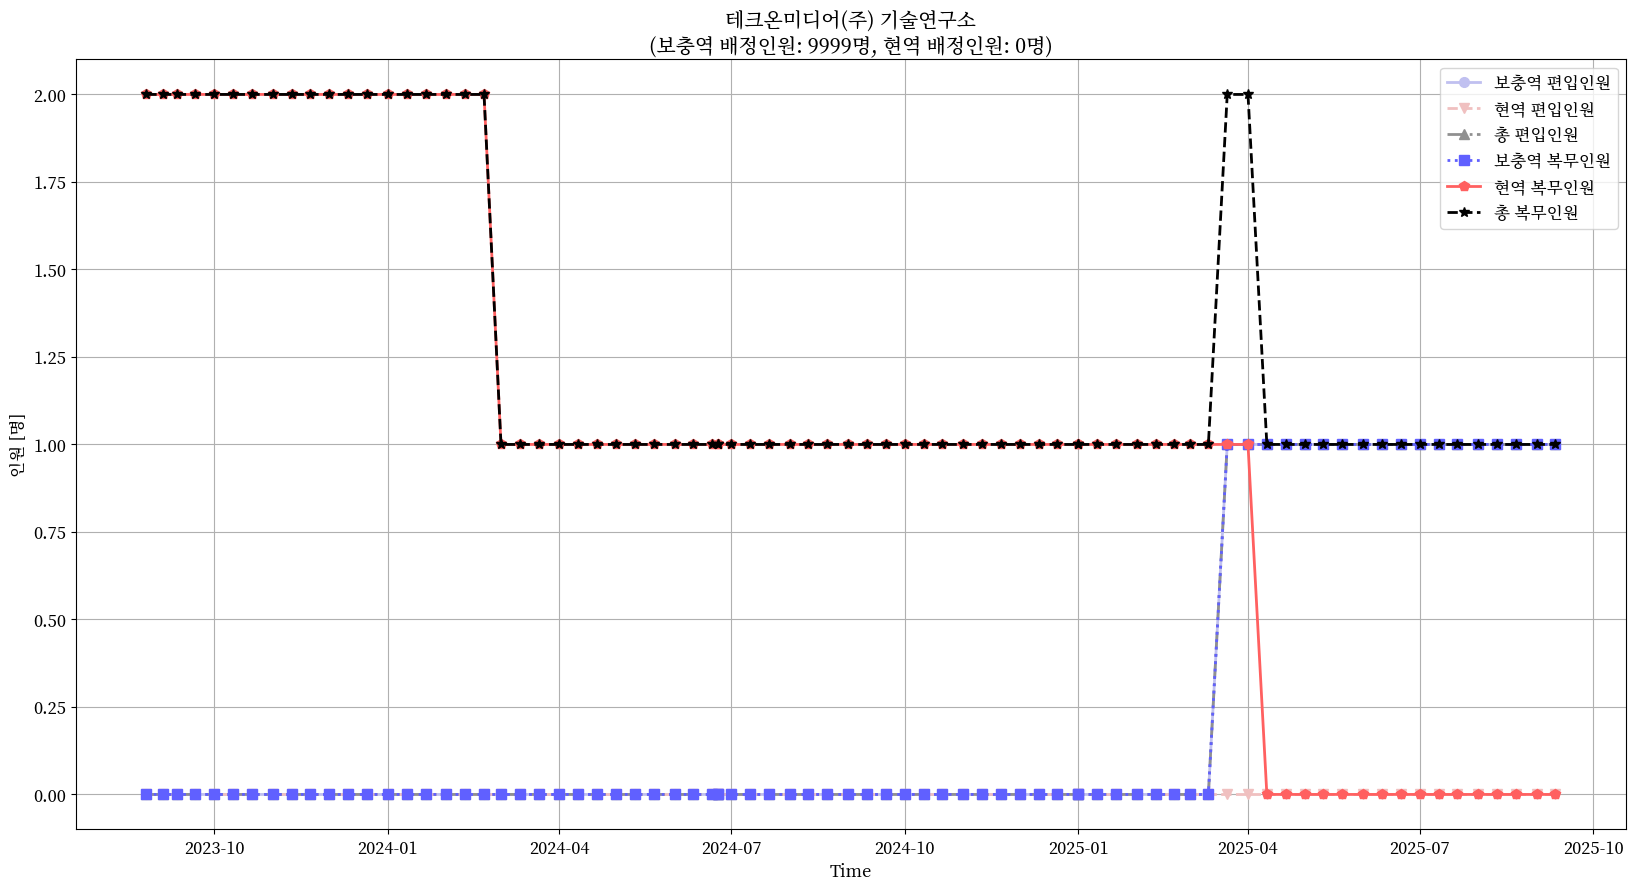 테크온미디어(주) 기술연구소
(보충역 배정인원: 9999명, 현역 배정인원: 0명)
2.00
1.75
1.50
1.25
1.00
0.75
0.50
0.25
0.00
인원 [명]
보충역 편입인원
현역 편입인원
총 편입인원
보충역 복무인원
현역 복무인원
총 복무인원
2023-10
2024-01
2024-04
2024-07
2024-10
2025-01
2025-04
2025-07
2025-10
Time